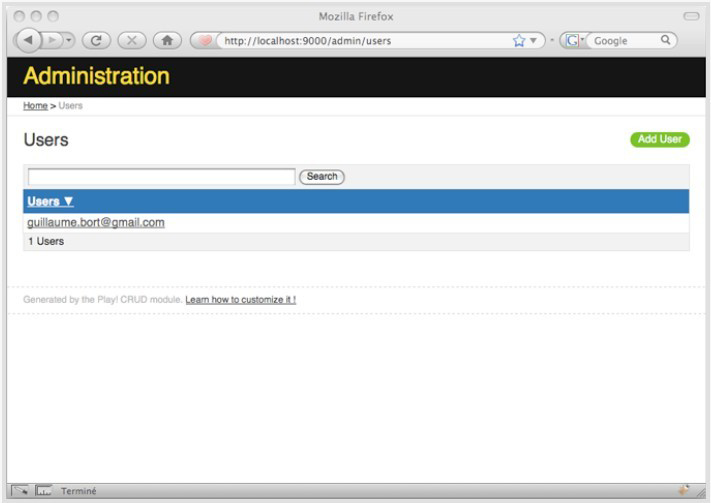 Mozilla Firefox
http://localhost:9000/admin/users
G Google
Administration
Home > Users
Users
Add User
Search
Users ▼
guillaume.bort@gmail.com
1 Users
Generated by the Play! CRUD module. Learn how to customize it !
Terminé